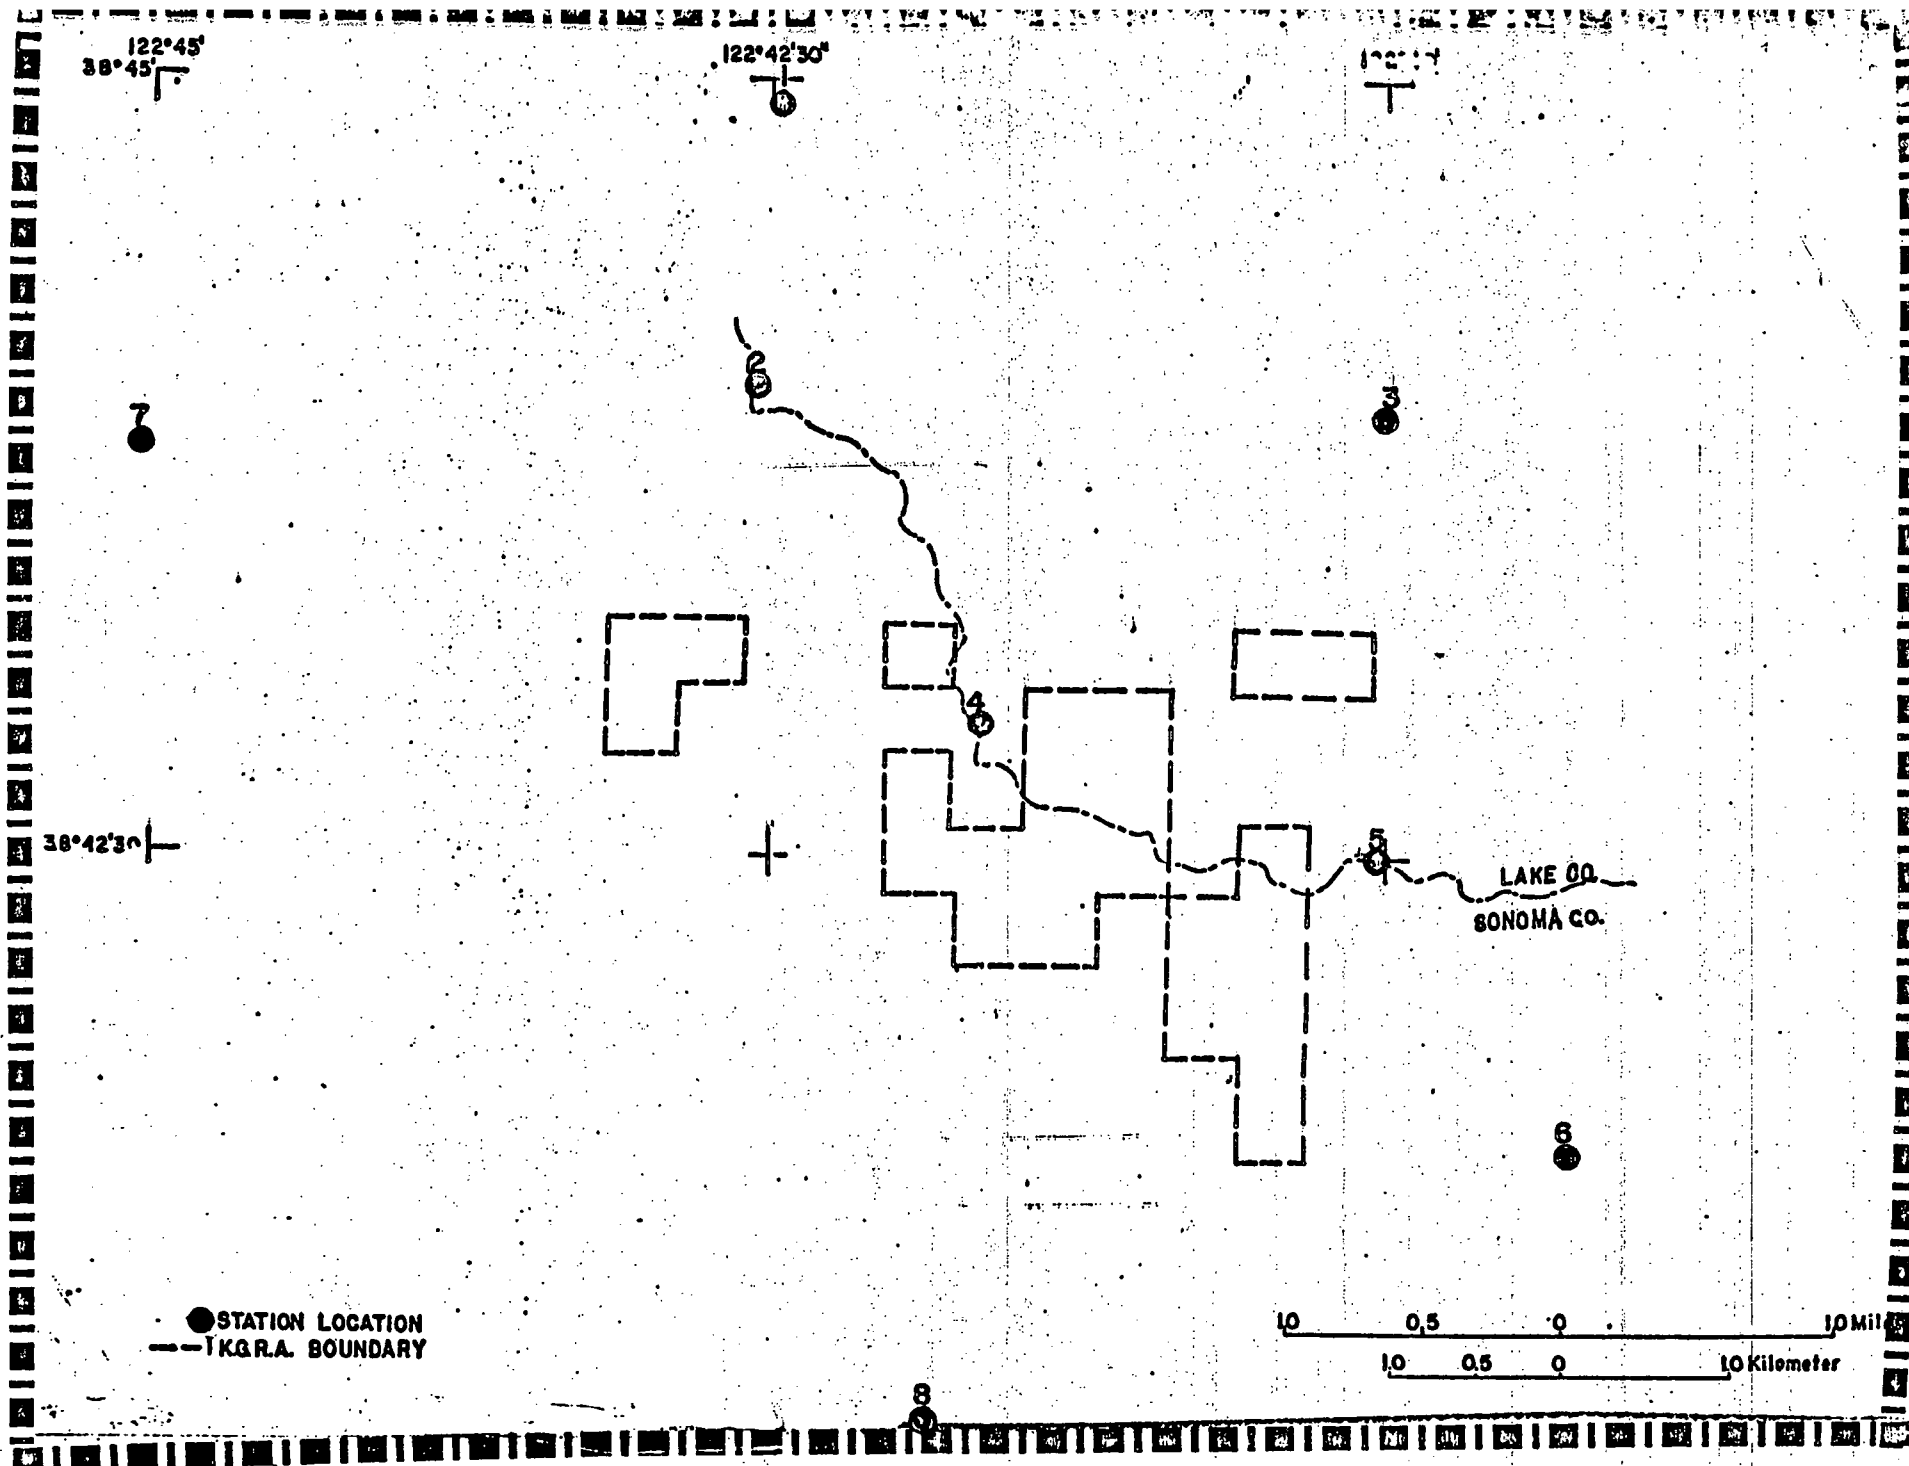 122°45'
38°45'
122°42'30"
2
7
3
4
38°42'30
5
LAKE CO.
SONOMA CO.
6
STATION LOCATION
K.G.R.A. BOUNDARY
1.0 0.5 0 1.0 Mile
1.0 0.5 0 1.0 Kilometer
8